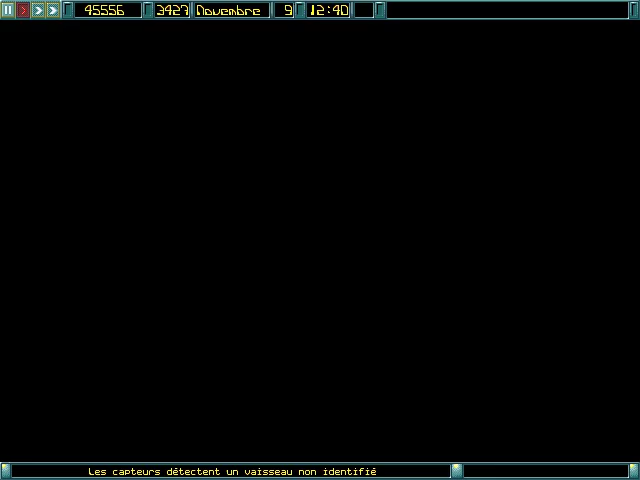 45556 3427 Novembre 9 12:40
Les capteurs détectent un vaisseau non identifié